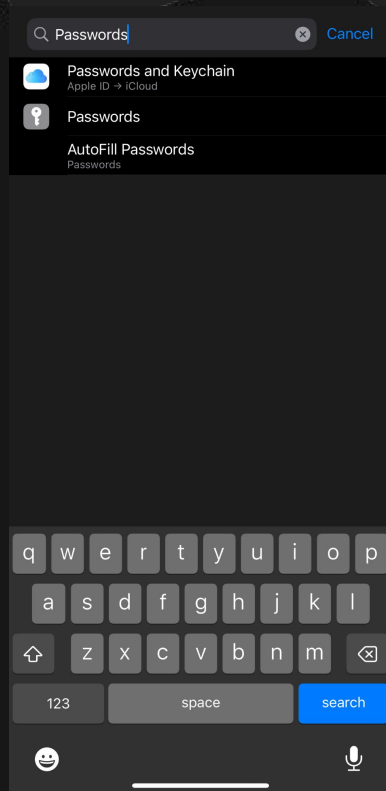 Passwords
Cancel
Passwords and Keychain
Apple ID → iCloud
Passwords
AutoFill Passwords
Passwords
q w e r t y u i o p
a s d f g h j k l
z x c v b n m
123 space search